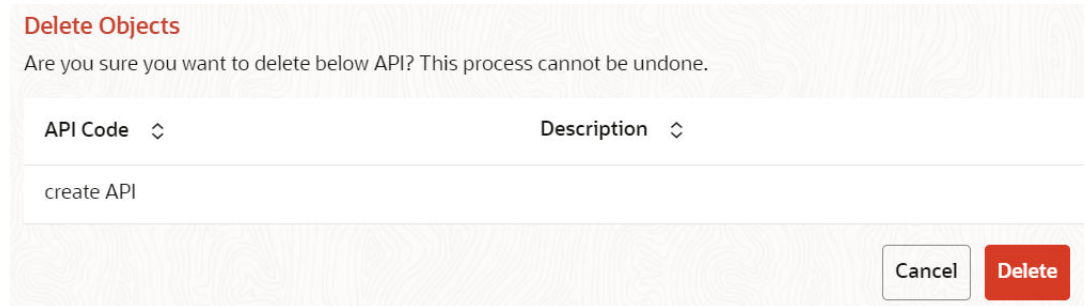 Delete Objects
Are you sure you want to delete below API? This process cannot be undone.
API Code Description
create API
Cancel Delete